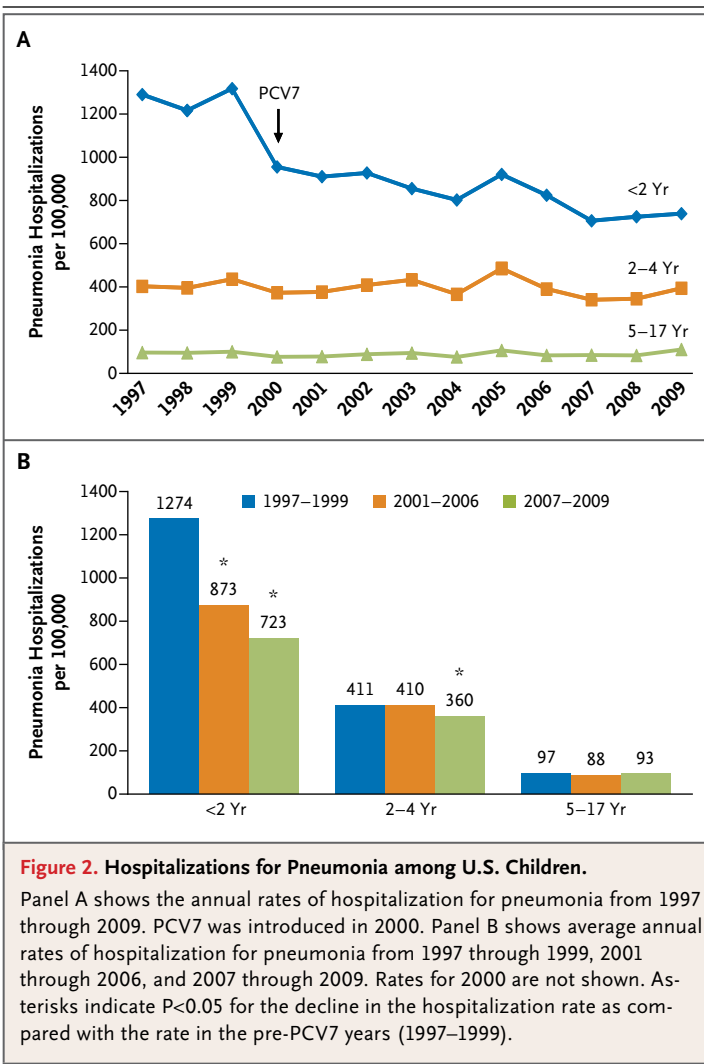 A
Pneumonia Hospitalizations
per 100,000
1400
1200
1000
800
600
400
200
0
PCV7
<2 Yr
2–4 Yr
5–17 Yr
1997
1998
1999
2000
2001
2002
2003
2004
2005
2006
2007
2008
2009
B
Pneumonia Hospitalizations
per 100,000
1400
1200
1000
800
600
400
200
0
1997–1999 2001–2006 2007–2009
1274
*
873
*
723
411
410
*
360
97
88
93
<2 Yr
2–4 Yr
5–17 Yr
Figure 2. Hospitalizations for Pneumonia among U.S. Children.
Panel A shows the annual rates of hospitalization for pneumonia from 1997
through 2009. PCV7 was introduced in 2000. Panel B shows average annual
rates of hospitalization for pneumonia from 1997 through 1999, 2001
through 2006, and 2007 through 2009. Rates for 2000 are not shown. As-
terisks indicate P<0.05 for the decline in the hospitalization rate as com-
pared with the rate in the pre-PCV7 years (1997–1999).